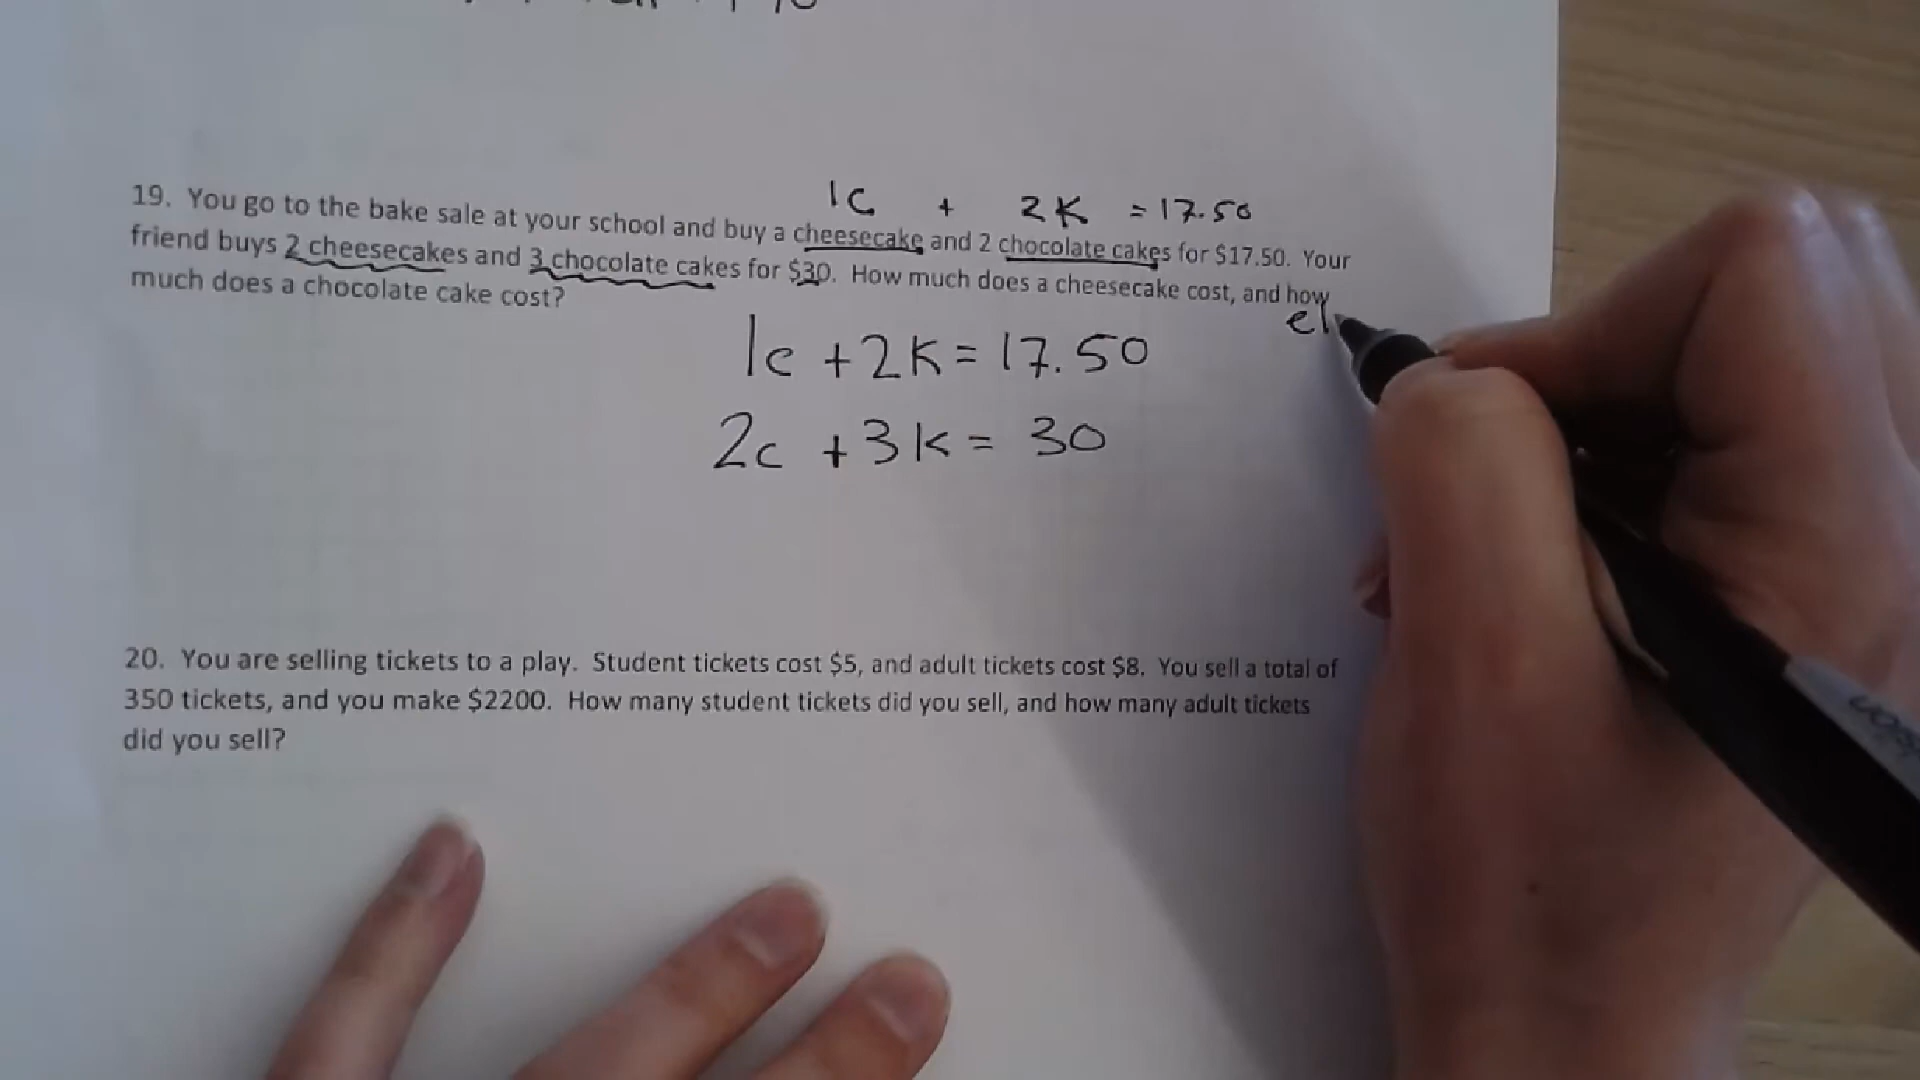 1c + 2K = 17.50
19. You go to the bake sale at your school and buy a cheesecake and 2 chocolate cakes for $17.50. Your
friend buys 2 cheesecakes and 3 chocolate cakes for $30. How much does a cheesecake cost, and how
much does a chocolate cake cost?
el
1c + 2K = 17.50
2c + 3K = 30
20. You are selling tickets to a play. Student tickets cost $5, and adult tickets cost $8. You sell a total of
350 tickets, and you make $2200. How many student tickets did you sell, and how many adult tickets
did you sell?